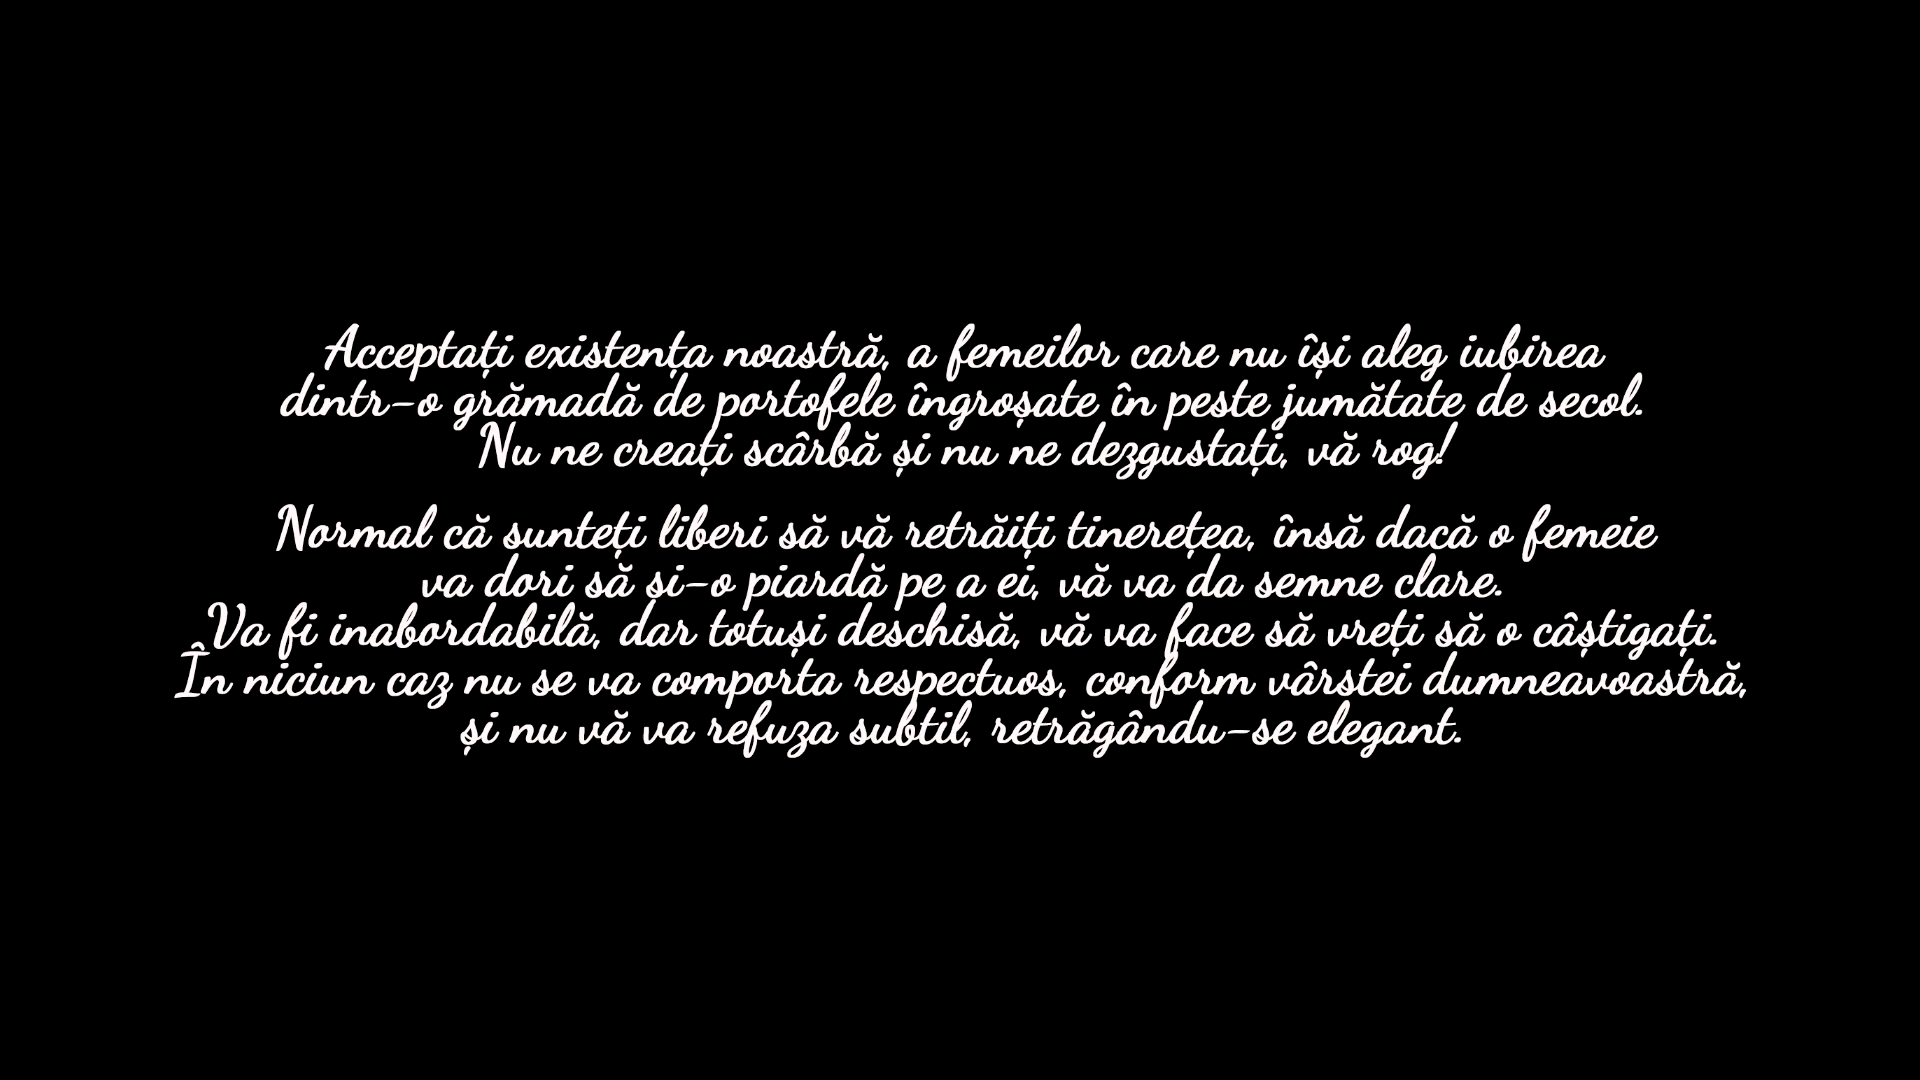 Acceptați existența noastră, a femeilor care nu își aleg iubirea
dintr-o grămadă de portofele îngroșate în peste jumătate de secol.
Nu ne creați scârbă și nu ne dezgustați, vă rog!
Normal că sunteți liberi să vă retrăiți tinerețea, însă dacă o femeie
va dori să și-o piardă pe a ei, vă va da semne clare.
Va fi inabordabilă, dar totuși deschisă, vă va face să vreți să o câștigați.
În niciun caz nu se va comporta respectuos, conform vârstei dumneavoastră,
și nu vă va refuza subtil, retrăgându-se elegant.